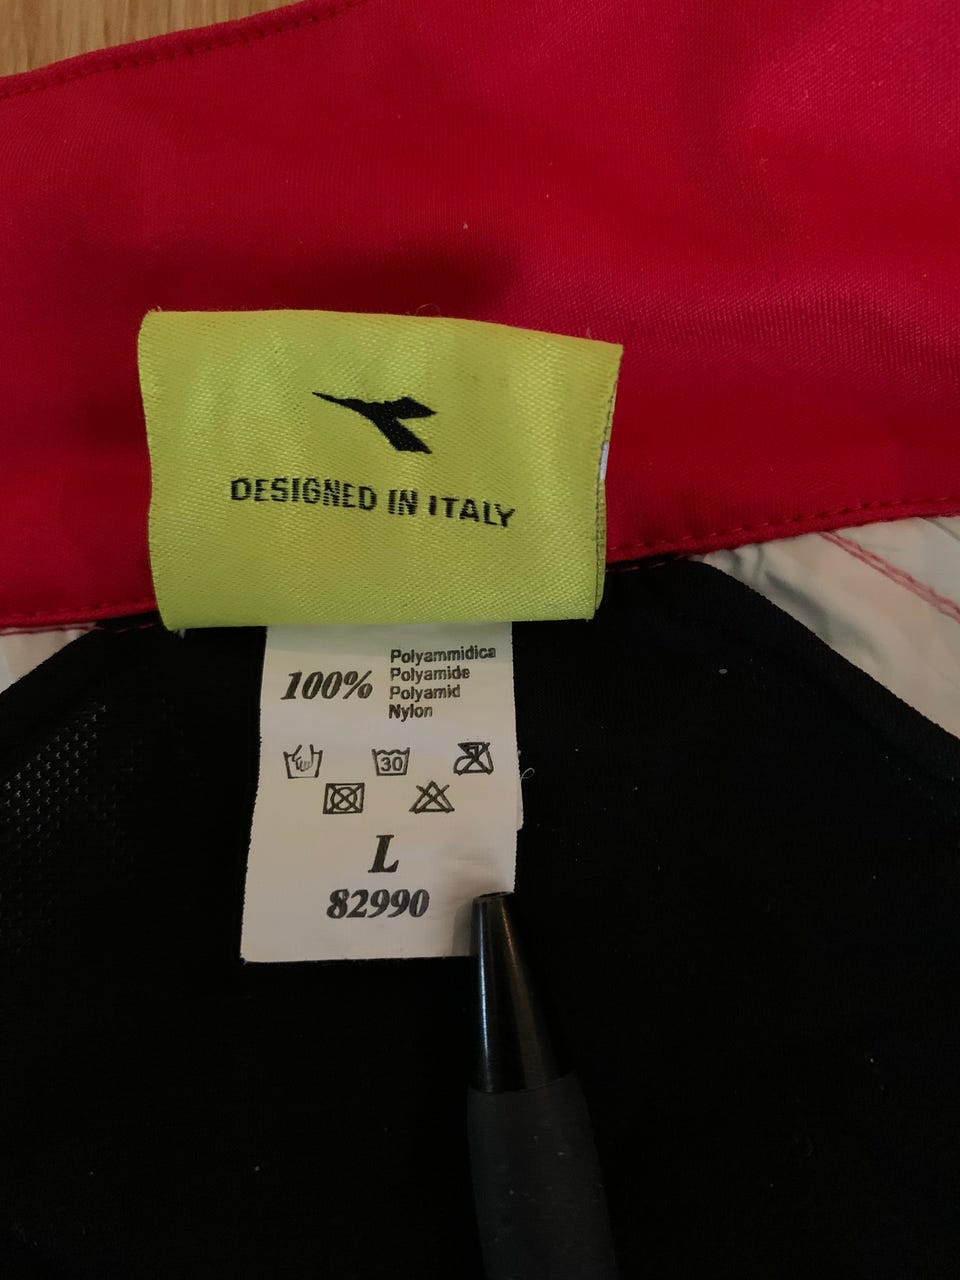 DESIGNED IN ITALY
100%
Polyammidica
Polyamide
Polyamid
Nylon
30
L
82990